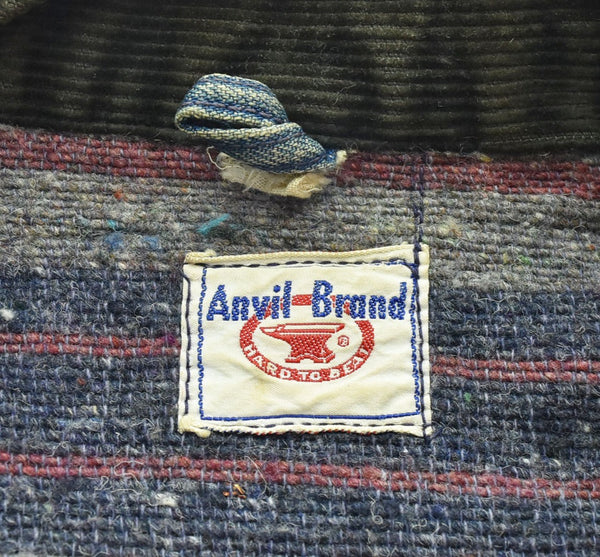 Anvil-Brand
®
HARD TO BEAT